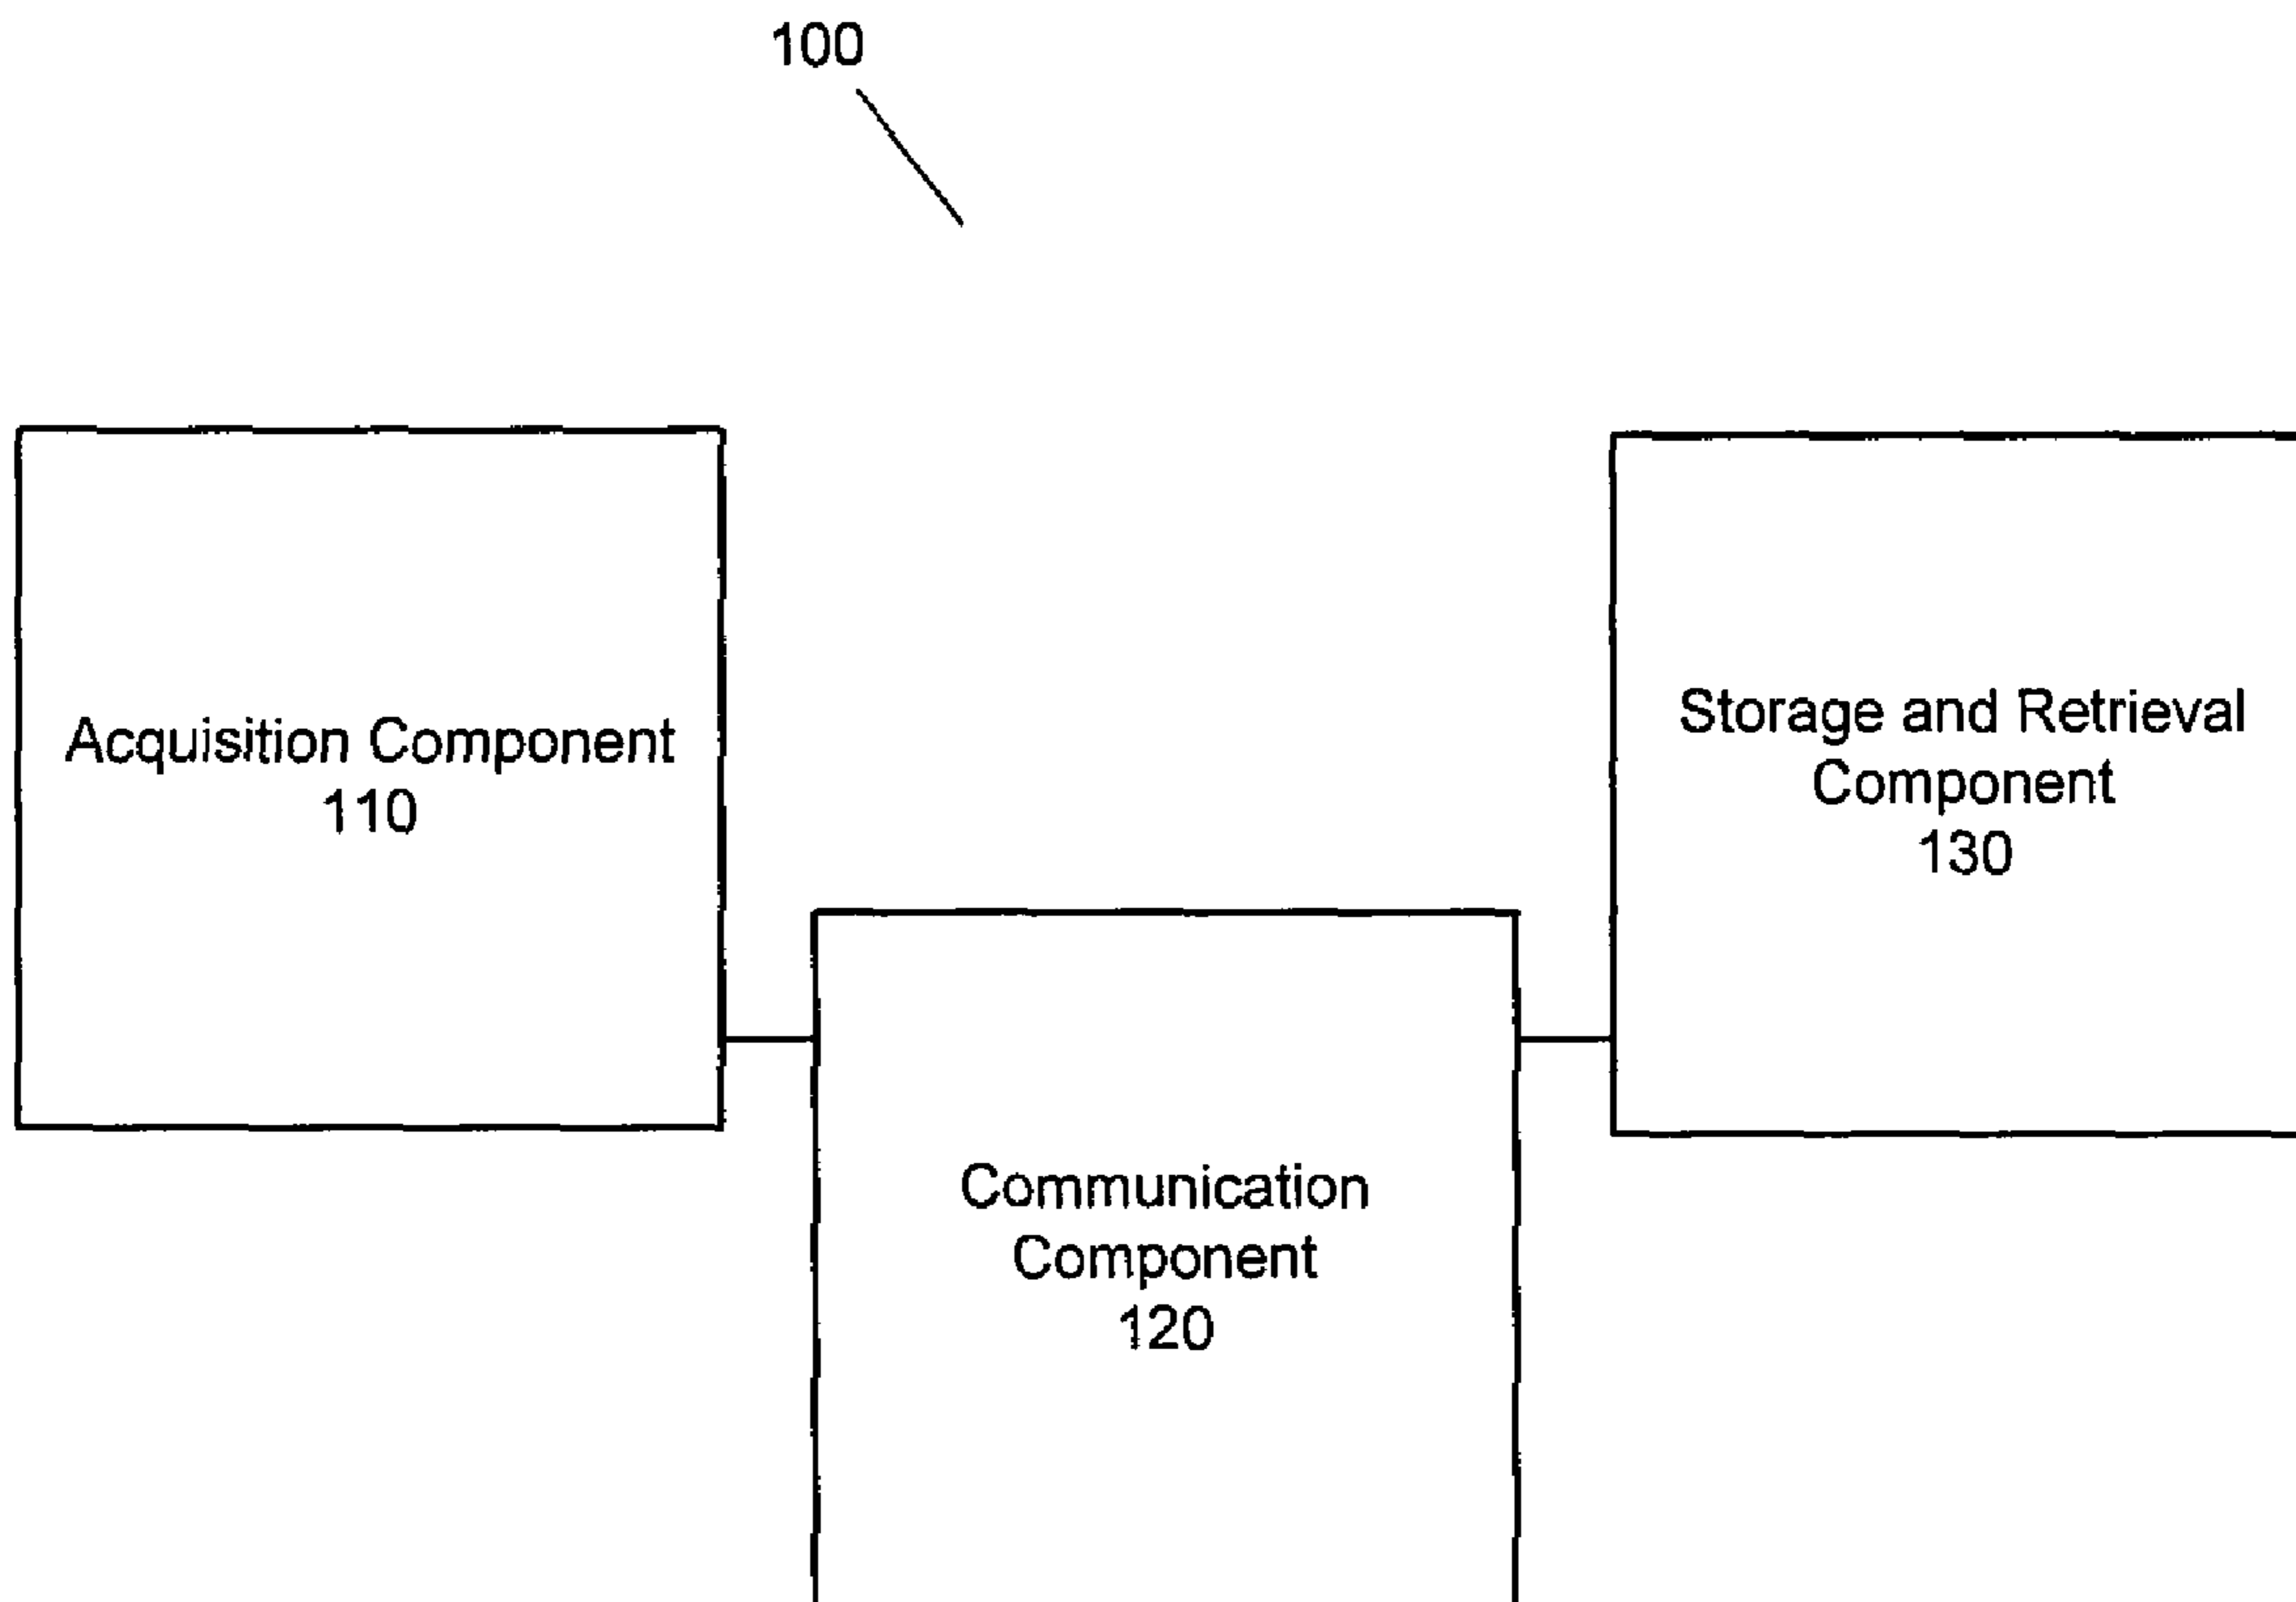 100
Acquisition Component
110
Storage and Retrieval
Component
130
Communication
Component
120